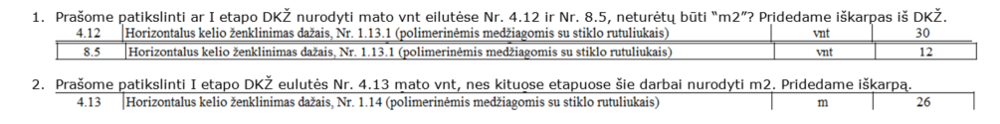 1. Prašome patikslinti ar I etapo DKŽ nurodyti mato vnt eilutėse Nr. 4.12 ir Nr. 8.5, neturėtų būti “m2”? Pridedame iškarpas iš DKŽ.
4.12 Horizontalus kelio ženklinimas dažais, Nr. 1.13.1 (polimerinėmis medžiagomis su stiklo rutuliukais) vnt 30
8.5 Horizontalus kelio ženklinimas dažais, Nr. 1.13.1 (polimerinėmis medžiagomis su stiklo rutuliukais) vnt 12
2. Prašome patikslinti I etapo DKŽ eulutės Nr. 4.13 mato vnt, nes kituose etapuose šie darbai nurodyti m2. Pridedame iškarpą.
4.13 Horizontalus kelio ženklinimas dažais, Nr. 1.14 (polimerinėmis medžiagomis su stiklo rutuliukais) m 26